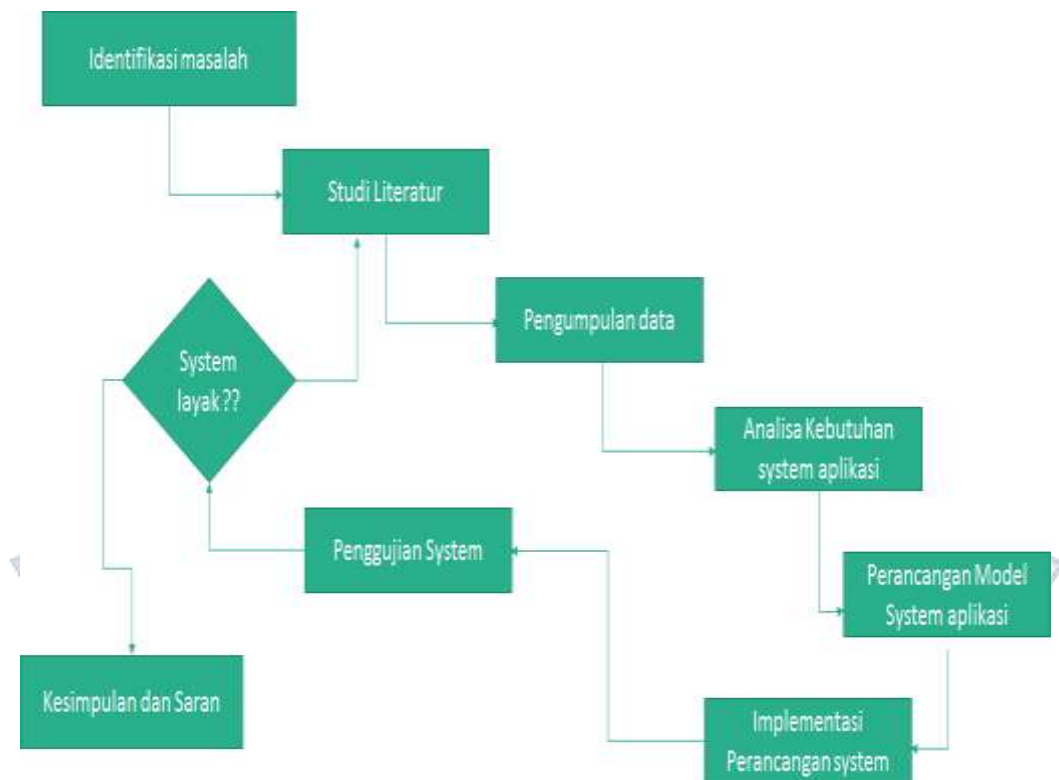 Identifikasi masalah
Studi Literatur
Pengumpulan data
Analisa Kebutuhan
system aplikasi
Perancangan Model
System aplikasi
Implementasi
Perancangan system
Penggujian System
System
layak??
Kesimpulan dan Saran